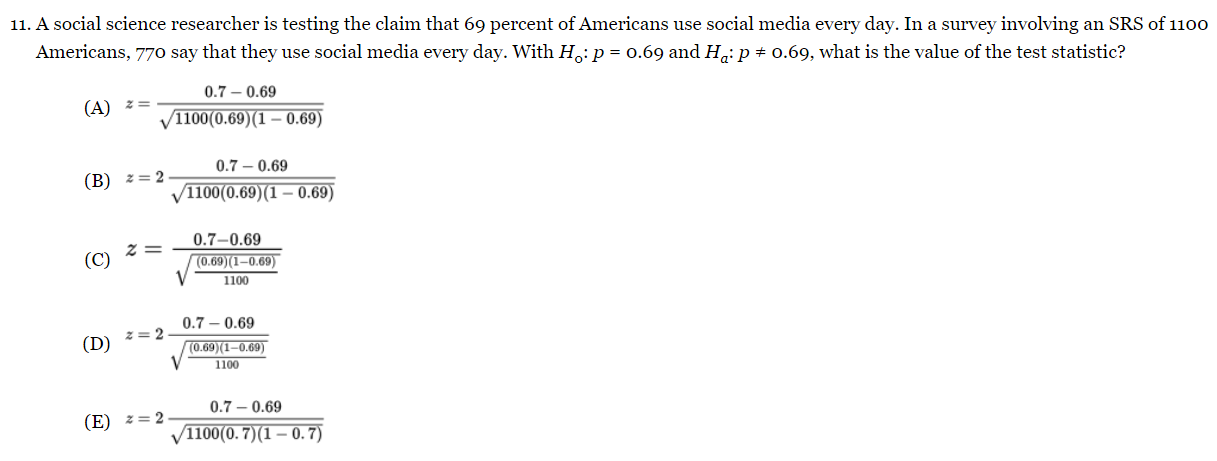 11. A social science researcher is testing the claim that 69 percent of Americans use social media every day. In a survey involving an SRS of 1100
Americans, 770 say that they use social media every day. With Hₒ: p = 0.69 and Hₐ: p ≠ 0.69, what is the value of the test statistic?
(A) z = (0.7 − 0.69) / √(1100(0.69)(1 − 0.69))
(B) z = 2 (0.7 − 0.69) / √(1100(0.69)(1 − 0.69))
(C) z = (0.7−0.69) / √((0.69)(1−0.69) / 1100)
(D) z = 2 (0.7 − 0.69) / √((0.69)(1−0.69) / 1100)
(E) z = 2 (0.7 − 0.69) / √(1100(0.7)(1 − 0.7))